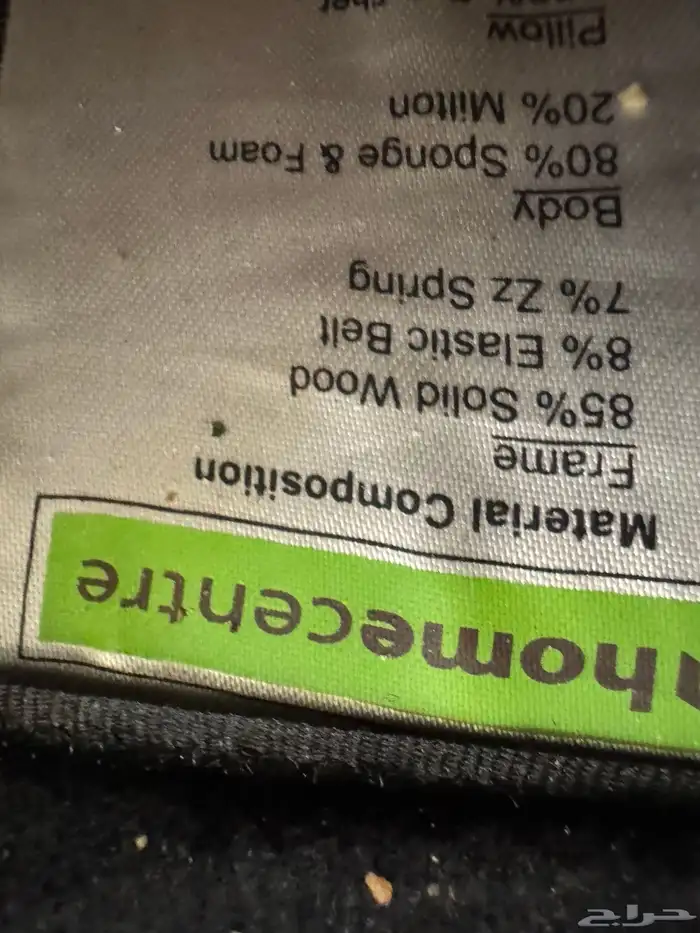 homecentre
Material Composition
Frame
85% Solid Wood
8% Elastic Belt
7% Zz Spring
Body
80% Sponge & Foam
20% Milton
Pillow
حراج